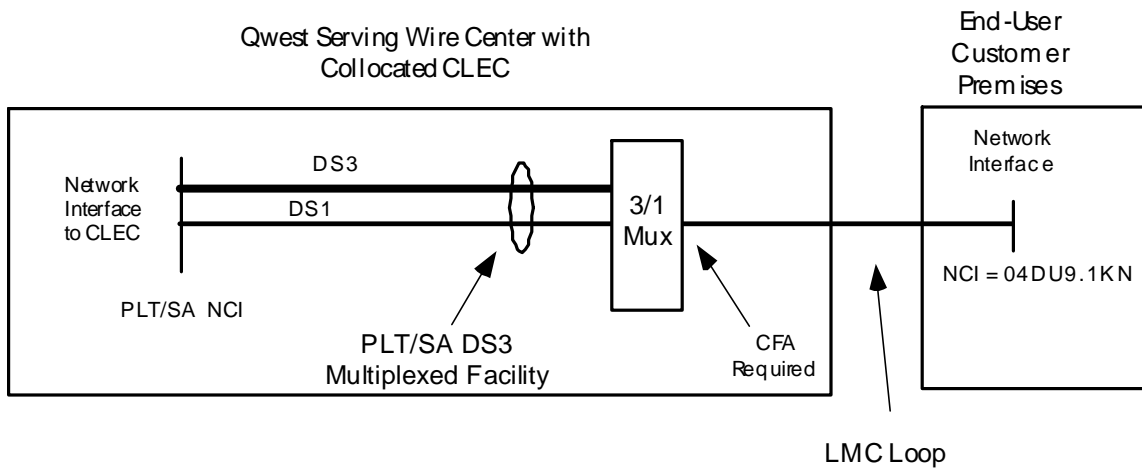 Qwest Serving Wire Center with
Collocated CLEC
End-User
Customer
Premises
Network
Interface
to CLEC
DS3
DS1
3/1
Mux
Network
Interface
PLT/SA NCI
PLT/SA DS3
Multiplexed Facility
CFA
Required
NCI = 04DU9.1KN
LMC Loop